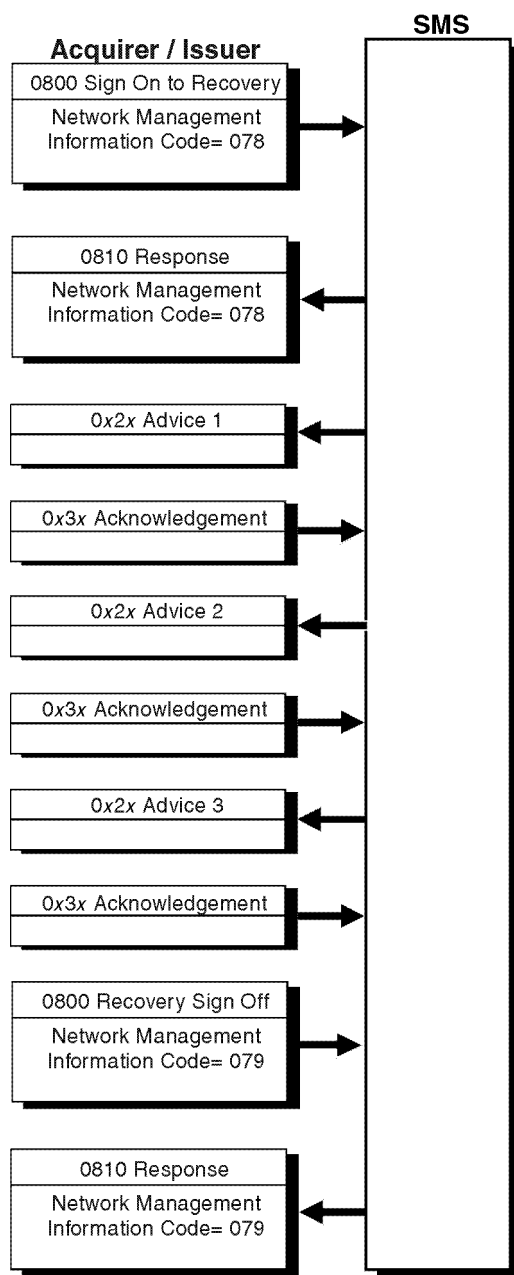 SMS
Acquirer / Issuer
0800 Sign On to Recovery
Network Management
Information Code= 078
0810 Response
Network Management
Information Code= 078
0x2x Advice 1
0x3x Acknowledgement
0x2x Advice 2
0x3x Acknowledgement
0x2x Advice 3
0x3x Acknowledgement
0800 Recovery Sign Off
Network Management
Information Code= 079
0810 Response
Network Management
Information Code= 079